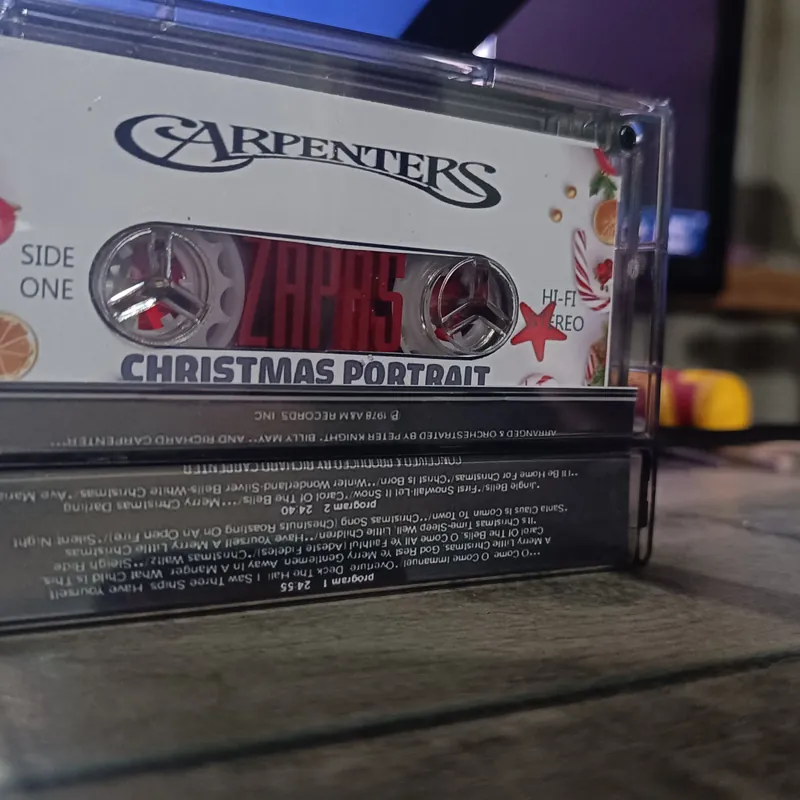 CARPENTERS
SIDE
ONE
ZAPAS
HI-FI
STEREO
CHRISTMAS PORTRAIT
program 1 24:55
***O Come O Come Immanuel *Overture: Deck The Hall I Saw Three Ships. Have Yourself
A Merry Little Christmas, God Rest Ye Merry Gentlemen Away In A Manger What Child Is This,
Carol Of The Bells, O Come All Ye Faithful (Adeste Fideles)/*Christmas Waltz/*Sleigh Ride
*It's Christmas Time-Sleep Well, Little Children/**Have Yourself A Merry Little Christmas
*Santa Claus Is Comin To Town/**Christmas Song (Chestnuts Roasting On An Open Fire)/*Silent Night
program 2 24:40
*Jingle Bells/*First Snowfall-Let It Snow/*Carol Of The Bells/***Merry Christmas Darling
*I'll Be Home For Christmas/*Christ Is Born/*Winter Wonderland-Silver Bells-White Christmas/*Ave Maria
CONCEIVED & PRODUCED BY RICHARD CARPENTER
ARRANGED & ORCHESTRATED BY PETER KNIGHT*, BILLY MAY** AND RICHARD CARPENTER***
℗ 1978 A&M RECORDS, INC